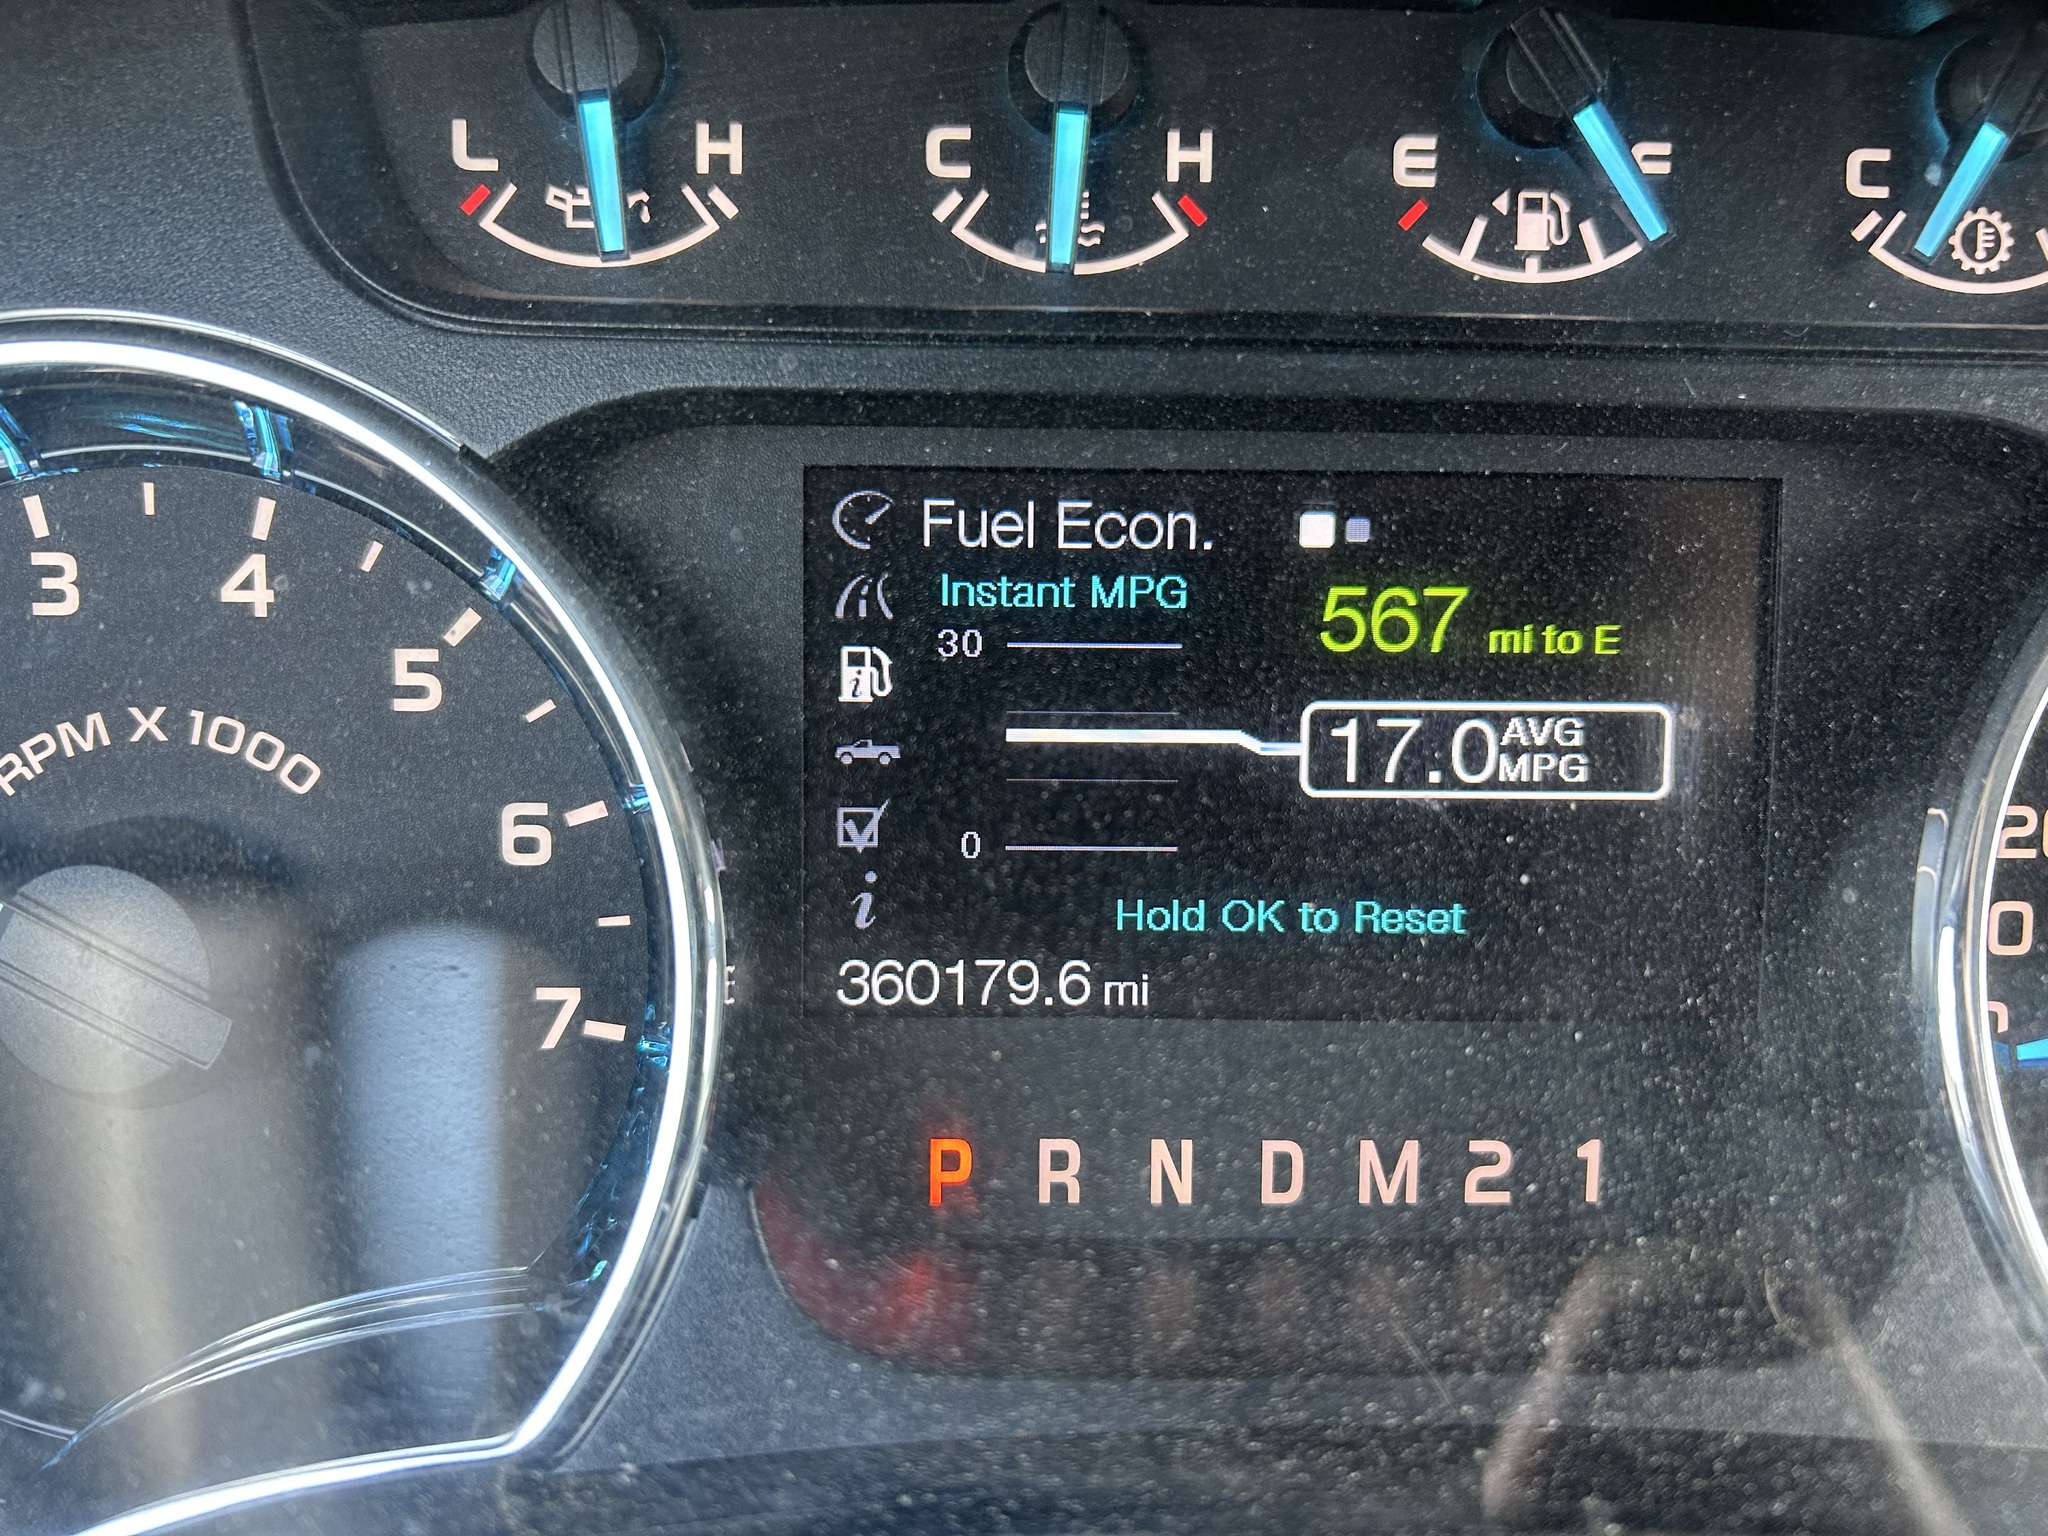 L H C H E F C
3
4
5
6
7
RPM X 1000
Fuel Econ.
Instant MPG
30
567 mi to E
17.0 AVG MPG
0
Hold OK to Reset
360179.6 mi
P R N D M 2 1